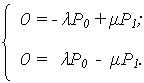 0 = - λP₀ + μP₁;
0 = λP₀ - μP₁.